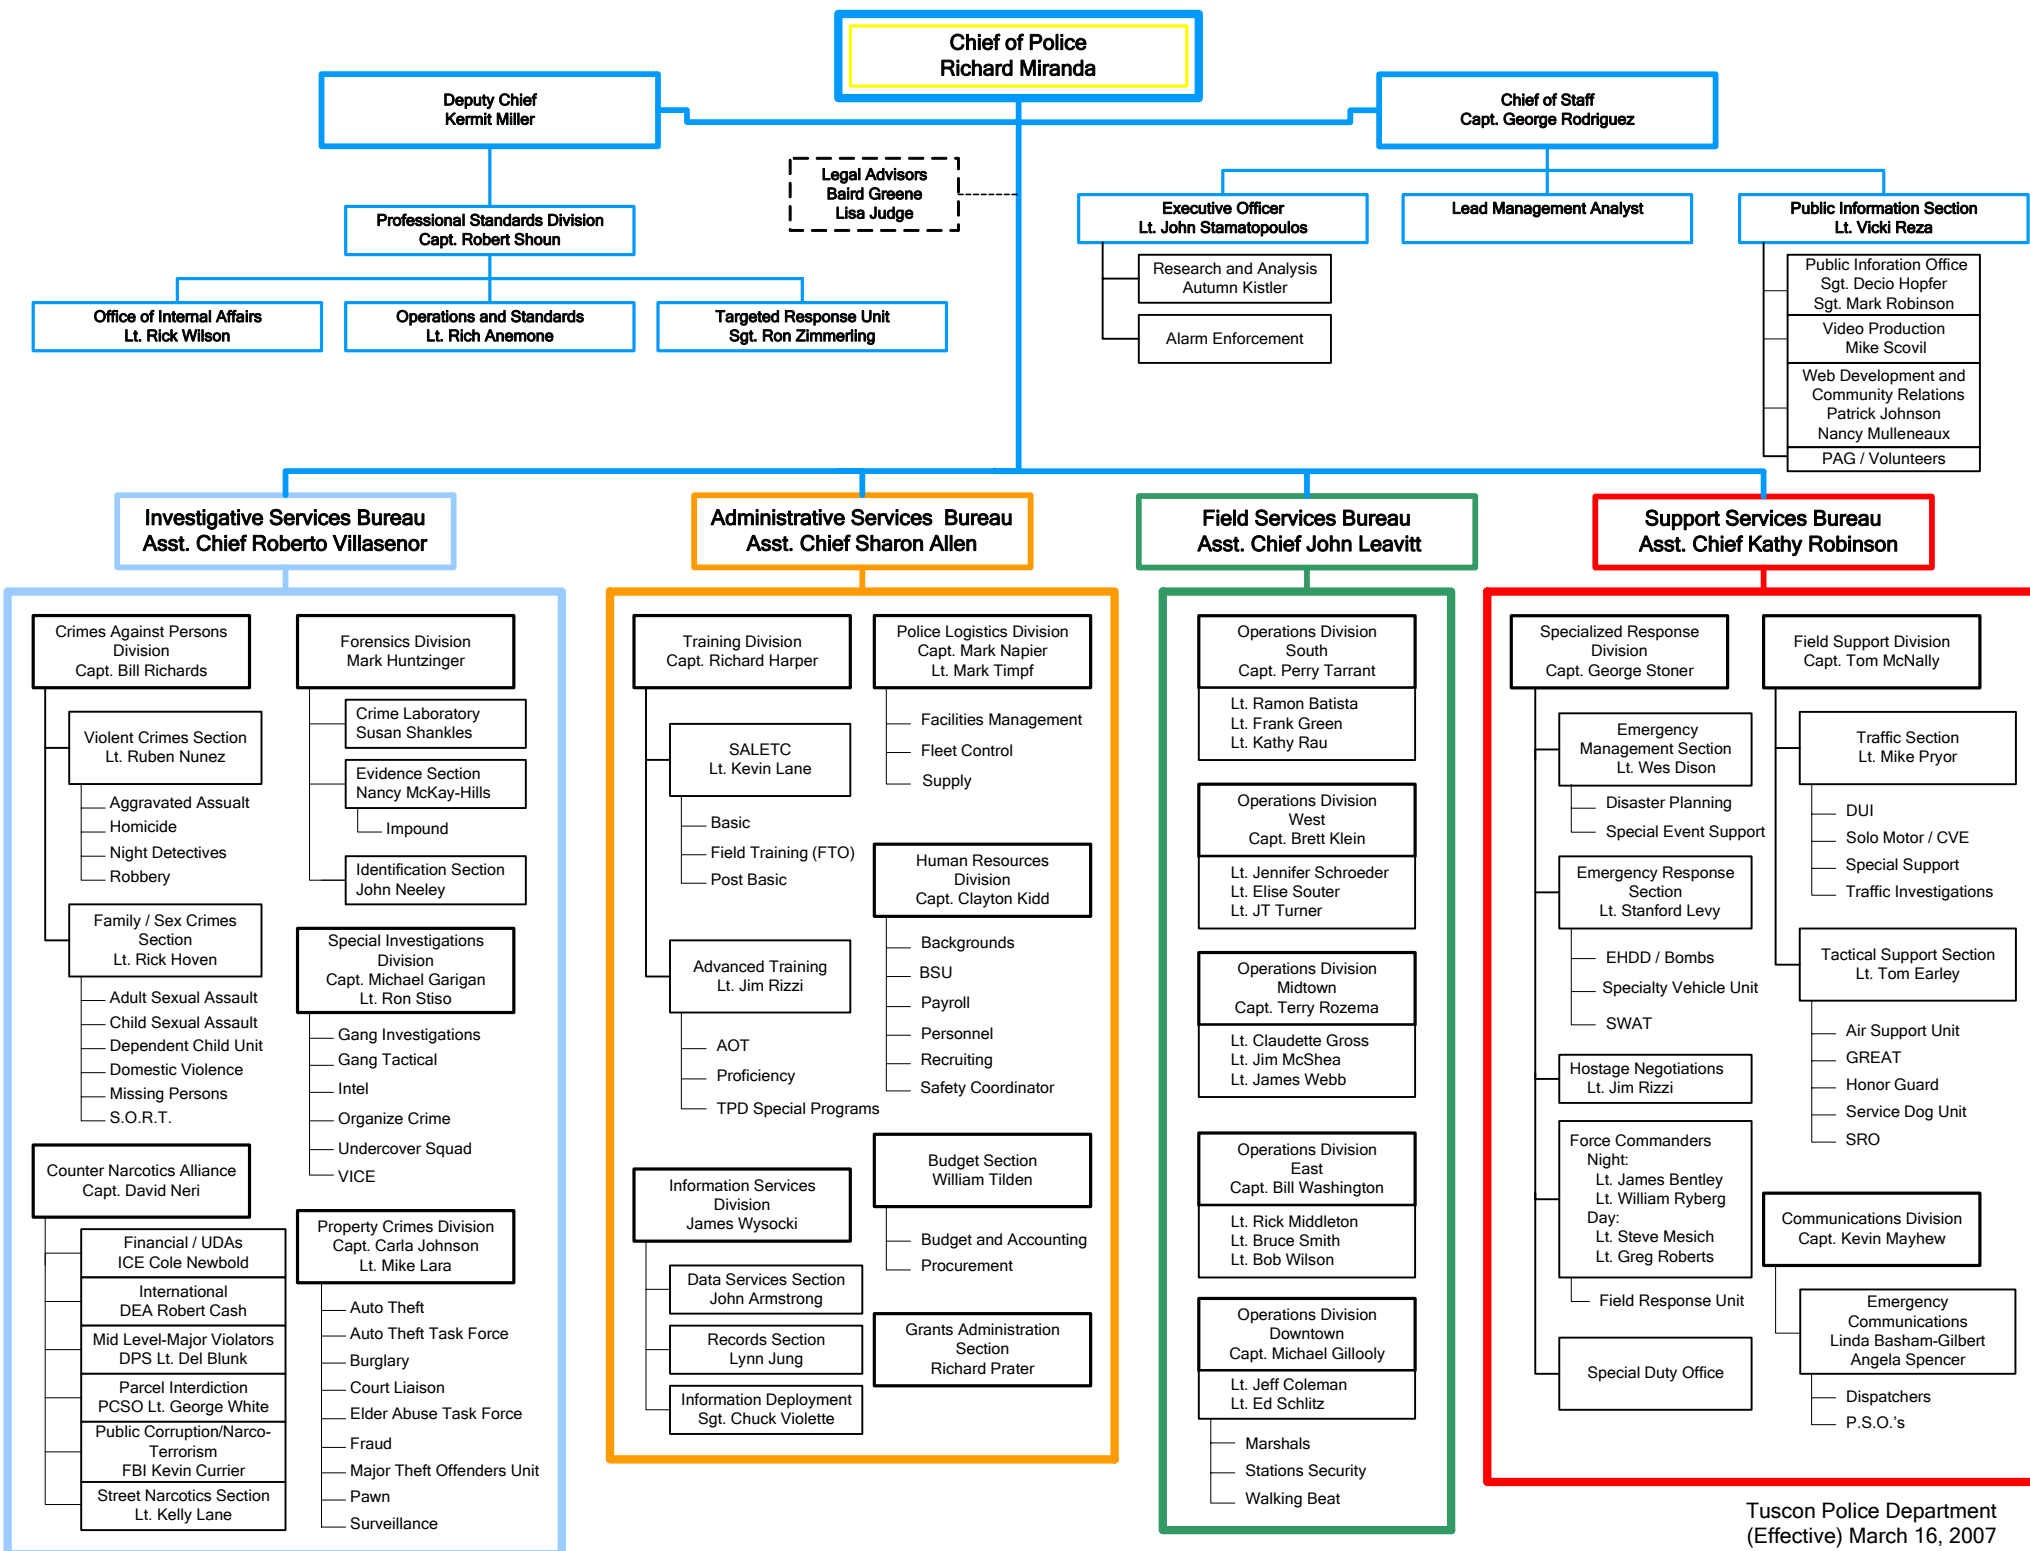 Chief of Police
Richard Miranda
Deputy Chief
Kermit Miller
Chief of Staff
Capt. George Rodriguez
Legal Advisors
Baird Greene
Lisa Judge
Professional Standards Division
Capt. Robert Shoun
Executive Officer
Lt. John Stamatopoulos
Lead Management Analyst
Public Information Section
Lt. Vicki Reza
Office of Internal Affairs
Lt. Rick Wilson
Operations and Standards
Lt. Rich Anemone
Targeted Response Unit
Sgt. Ron Zimmerling
Research and Analysis
Autumn Kistler
Alarm Enforcement
Public Inforation Office
Sgt. Decio Hopfer
Sgt. Mark Robinson
Video Production
Mike Scovil
Web Development and
Community Relations
Patrick Johnson
Nancy Mulleneaux
PAG / Volunteers
Investigative Services Bureau
Asst. Chief Roberto Villasenor
Administrative Services Bureau
Asst. Chief Sharon Allen
Field Services Bureau
Asst. Chief John Leavitt
Support Services Bureau
Asst. Chief Kathy Robinson
Crimes Against Persons
Division
Capt. Bill Richards
Violent Crimes Section
Lt. Ruben Nunez
Aggravated Assualt
Homicide
Night Detectives
Robbery
Family / Sex Crimes
Section
Lt. Rick Hoven
Adult Sexual Assault
Child Sexual Assault
Dependent Child Unit
Domestic Violence
Missing Persons
S.O.R.T.
Counter Narcotics Alliance
Capt. David Neri
Financial / UDAs
ICE Cole Newbold
International
DEA Robert Cash
Mid Level-Major Violators
DPS Lt. Del Blunk
Parcel Interdiction
PCSO Lt. George White
Public Corruption/Narco-
Terrorism
FBI Kevin Currier
Street Narcotics Section
Lt. Kelly Lane
Forensics Division
Mark Huntzinger
Crime Laboratory
Susan Shankles
Evidence Section
Nancy McKay-Hills
Impound
Identification Section
John Neeley
Special Investigations
Division
Capt. Michael Garigan
Lt. Ron Stiso
Gang Investigations
Gang Tactical
Intel
Organize Crime
Undercover Squad
VICE
Property Crimes Division
Capt. Carla Johnson
Lt. Mike Lara
Auto Theft
Auto Theft Task Force
Burglary
Court Liaison
Elder Abuse Task Force
Fraud
Major Theft Offenders Unit
Pawn
Surveillance
Training Division
Capt. Richard Harper
SALETC
Lt. Kevin Lane
Basic
Field Training (FTO)
Post Basic
Advanced Training
Lt. Jim Rizzi
AOT
Proficiency
TPD Special Programs
Information Services
Division
James Wysocki
Data Services Section
John Armstrong
Records Section
Lynn Jung
Information Deployment
Sgt. Chuck Violette
Police Logistics Division
Capt. Mark Napier
Lt. Mark Timpf
Facilities Management
Fleet Control
Supply
Human Resources
Division
Capt. Clayton Kidd
Backgrounds
BSU
Payroll
Personnel
Recruiting
Safety Coordinator
Budget Section
William Tilden
Budget and Accounting
Procurement
Grants Administration
Section
Richard Prater
Operations Division
South
Capt. Perry Tarrant
Lt. Ramon Batista
Lt. Frank Green
Lt. Kathy Rau
Operations Division
West
Capt. Brett Klein
Lt. Jennifer Schroeder
Lt. Elise Souter
Lt. JT Turner
Operations Division
Midtown
Capt. Terry Rozema
Lt. Claudette Gross
Lt. Jim McShea
Lt. James Webb
Operations Division
East
Capt. Bill Washington
Lt. Rick Middleton
Lt. Bruce Smith
Lt. Bob Wilson
Operations Division
Downtown
Capt. Michael Gillooly
Lt. Jeff Coleman
Lt. Ed Schlitz
Marshals
Stations Security
Walking Beat
Specialized Response
Division
Capt. George Stoner
Emergency
Management Section
Lt. Wes Dison
Disaster Planning
Special Event Support
Emergency Response
Section
Lt. Stanford Levy
EHDD / Bombs
Specialty Vehicle Unit
SWAT
Hostage Negotiations
Lt. Jim Rizzi
Force Commanders
Night:
Lt. James Bentley
Lt. William Ryberg
Day:
Lt. Steve Mesich
Lt. Greg Roberts
Field Response Unit
Special Duty Office
Field Support Division
Capt. Tom McNally
Traffic Section
Lt. Mike Pryor
DUI
Solo Motor / CVE
Special Support
Traffic Investigations
Tactical Support Section
Lt. Tom Earley
Air Support Unit
GREAT
Honor Guard
Service Dog Unit
SRO
Communications Division
Capt. Kevin Mayhew
Emergency
Communications
Linda Basham-Gilbert
Angela Spencer
Dispatchers
P.S.O.'s
Tuscon Police Department
(Effective) March 16, 2007